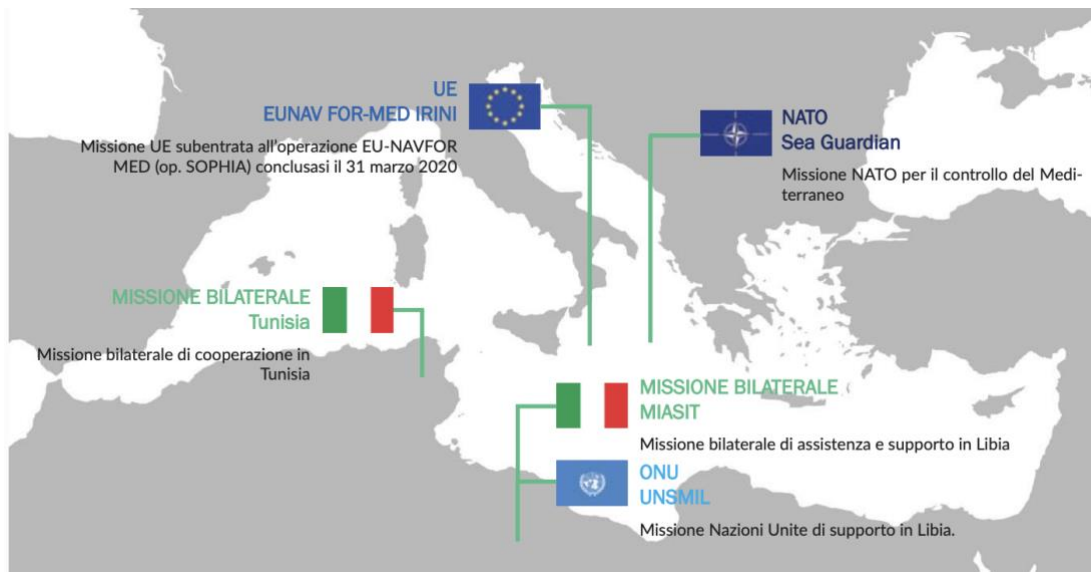 UE
EUNAV FOR-MED IRINI
Missione UE subentrata all'operazione EU-NAVFOR
MED (op. SOPHIA) conclusasi il 31 marzo 2020
NATO
Sea Guardian
Missione NATO per il controllo del Medi-
terraneo
MISSIONE BILATERALE
Tunisia
Missione bilaterale di cooperazione in
Tunisia
MISSIONE BILATERALE
MIASIT
Missione bilaterale di assistenza e supporto in Libia
ONU
UNSMIL
Missione Nazioni Unite di supporto in Libia.